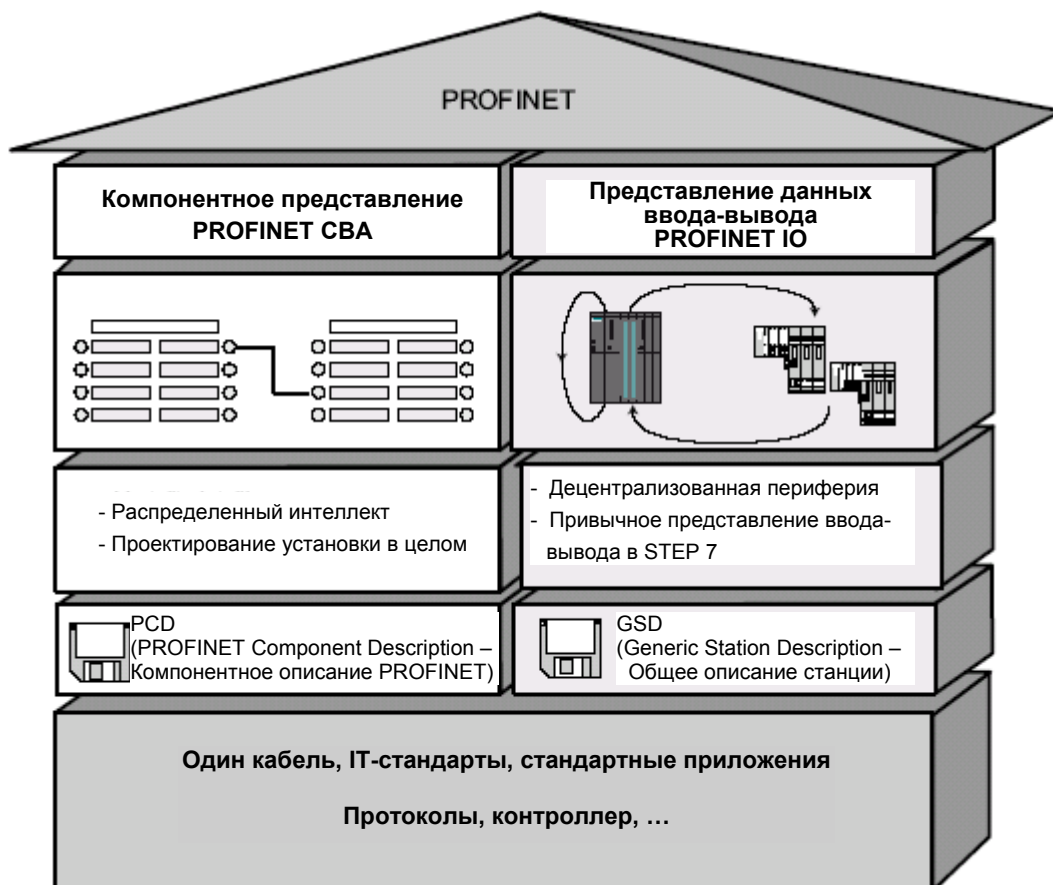 PROFINET
Компонентное представление
PROFINET CBA
Представление данных
ввода-вывода
PROFINET IO
- Распределенный интеллект
- Проектирование установки в целом
- Децентрализованная периферия
- Привычное представление ввода-
вывода в STEP 7
PCD
(PROFINET Component Description –
Компонентное описание PROFINET)
GSD
(Generic Station Description –
Общее описание станции)
Один кабель, IT-стандарты, стандартные приложения
Протоколы, контроллер, …